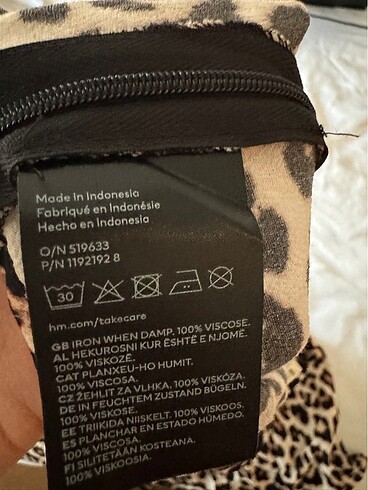 Made in Indonesia
Fabriqué en Indonésie
Hecho en Indonesia
O/N 519633
P/N 1192192 8
30
hm.com/takecare
GB IRON WHEN DAMP, 100% VISCOSE.
AL HEKUROSNI KUR ËSHTË E NJOMË.
100% VISKOZË.
CAT PLANXEU-HO HUMIT.
100% VISCOSA.
CZ ŽEHLIT ZA VLHKA, 100% VISKÓZA.
DE IN FEUCHTEM ZUSTAND BÜGELN.
100% VISKOSE.
EE TRIIKIDA NIISKELT. 100% VISKOOS
ES PLANCHAR EN ESTADO HÚMEDO.
100% VISCOSA.
FI SILITETÄÄN KOSTEANA.
100% VISKOOSIA.